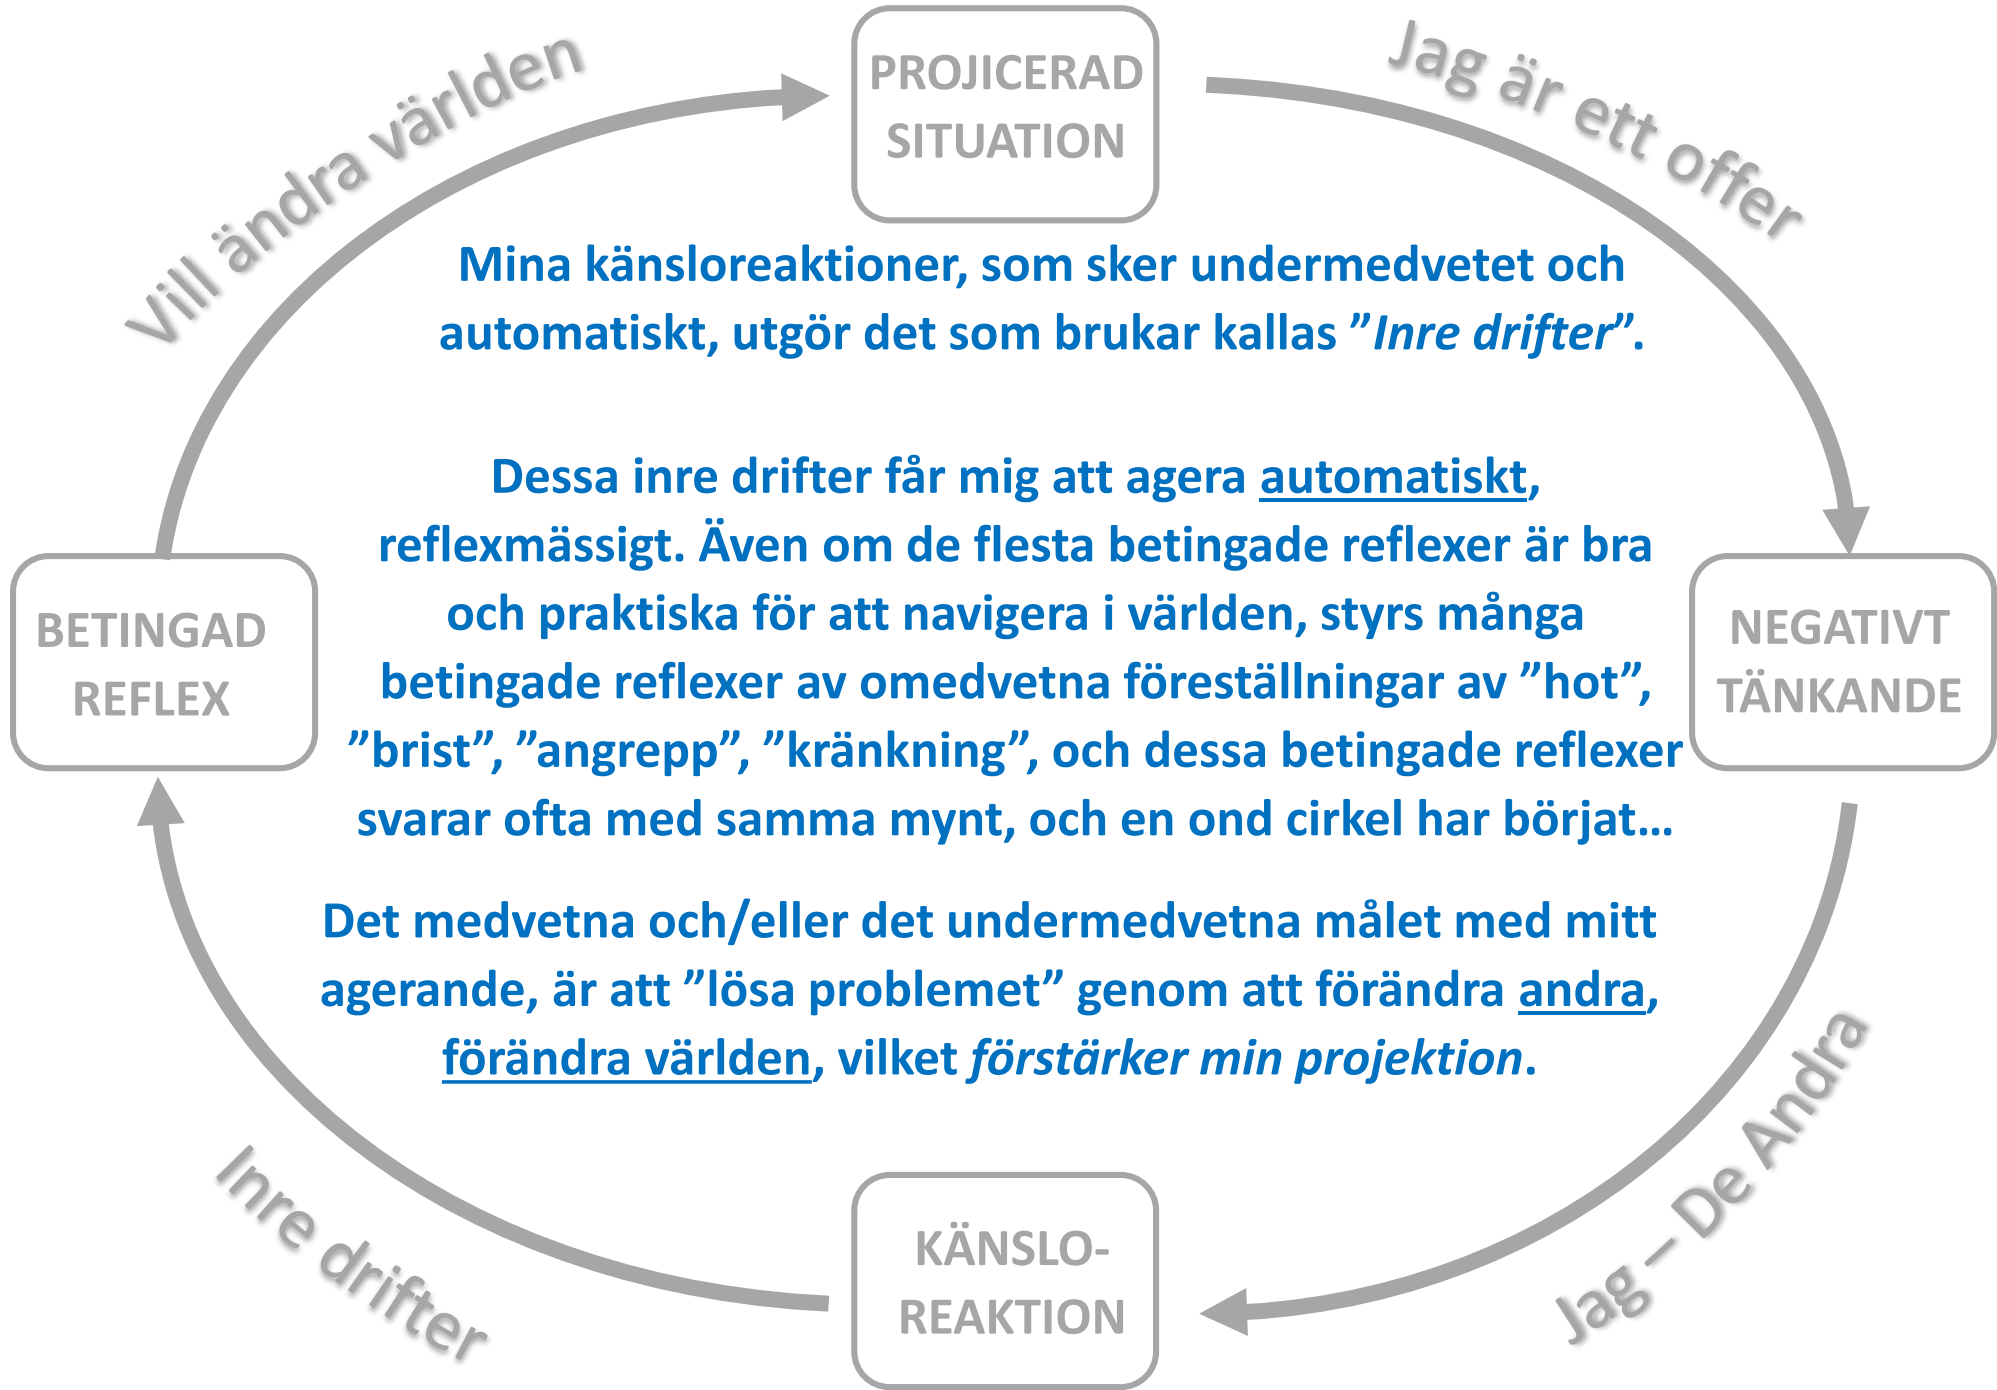 Vill ändra världen
PROJICERAD
SITUATION
Jag är ett offer
Mina känsloreaktioner, som sker undermedvetet och
automatiskt, utgör det som brukar kallas ”Inre drifter”.
Dessa inre drifter får mig att agera automatiskt,
reflexmässigt. Även om de flesta betingade reflexer är bra
och praktiska för att navigera i världen, styrs många
betingade reflexer av omedvetna föreställningar av ”hot”,
”brist”, ”angrepp”, ”kränkning”, och dessa betingade reflexer
svarar ofta med samma mynt, och en ond cirkel har börjat...
Det medvetna och/eller det undermedvetna målet med mitt
agerande, är att ”lösa problemet” genom att förändra andra,
förändra världen, vilket förstärker min projektion.
BETINGAD
REFLEX
NEGATIVT
TÄNKANDE
Inre drifter
KÄNSLO-
REAKTION
Jag – De Andra